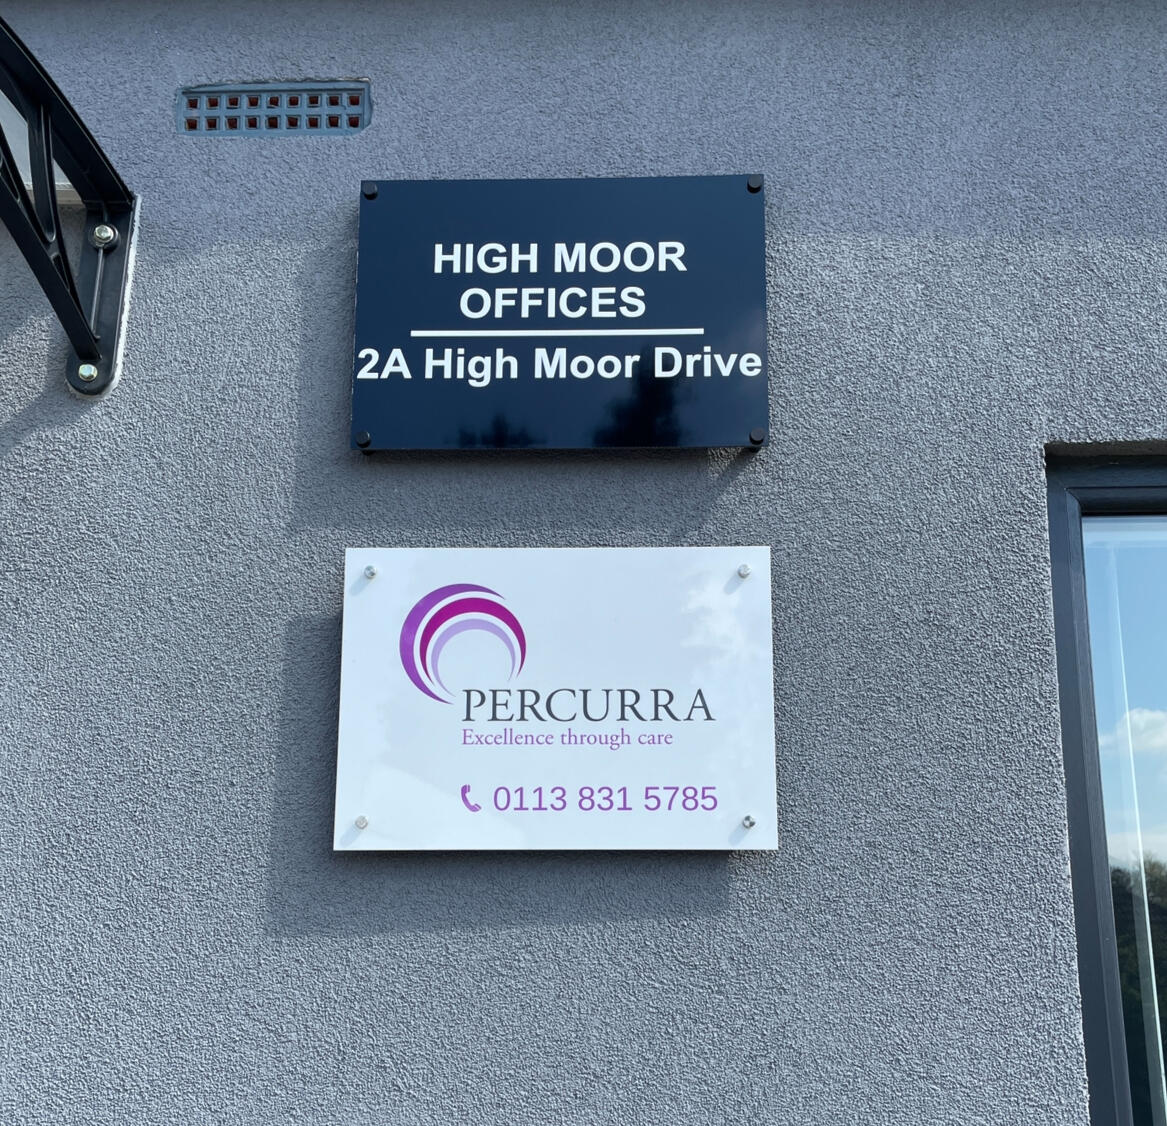 HIGH MOOR
OFFICES
2A High Moor Drive
PERCURRA
Excellence through care
0113 831 5785